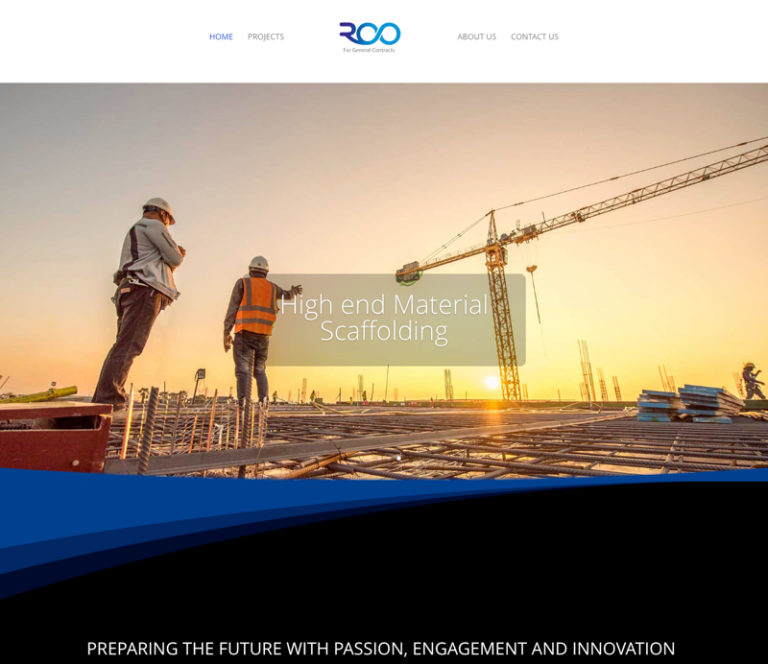 HOME PROJECTS
RCO
For General Contracts
ABOUT US CONTACT US
High end Material
Scaffolding
PREPARING THE FUTURE WITH PASSION, ENGAGEMENT AND INNOVATION